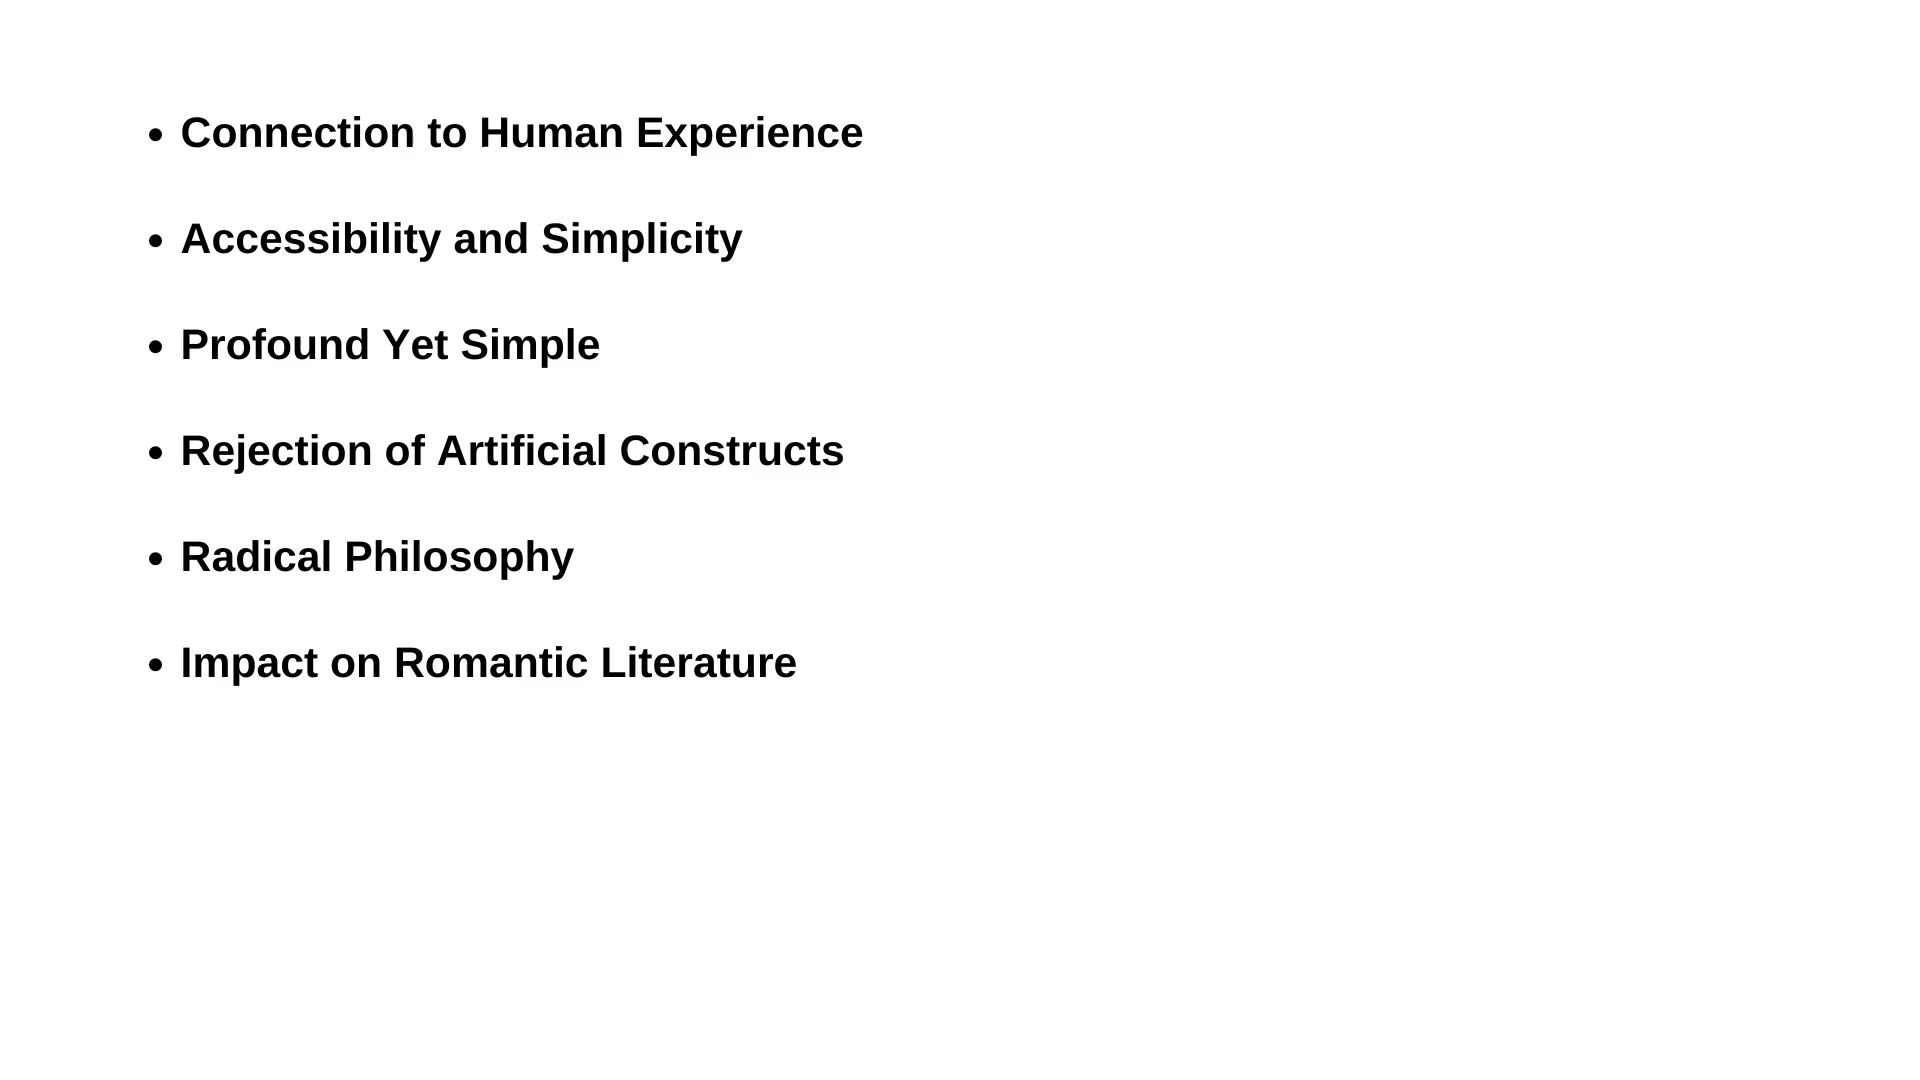 • Connection to Human Experience
• Accessibility and Simplicity
• Profound Yet Simple
• Rejection of Artificial Constructs
• Radical Philosophy
• Impact on Romantic Literature